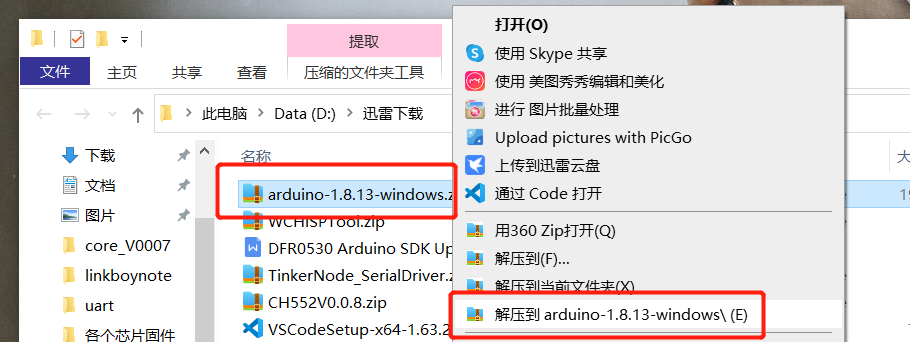 提取
文件 主页 共享 查看 压缩的文件夹工具
此电脑 Data (D:) 迅雷下载
下载
文档
图片
core_V0007
linkboynote
uart
各个芯片固件
名称
arduino-1.8.13-windows.z
WCHISPTool.zip
DFR0530 Arduino SDK Up
TinkerNode_SerialDriver.z
CH552V0.0.8.zip
VSCodeSetup-x64-1.63.2
打开(O)
使用 Skype 共享
使用 美图秀秀编辑和美化
进行 图片批量处理
Upload pictures with PicGo
上传到迅雷云盘
通过 Code 打开
用360 Zip打开(Q)
解压到(F)...
解压到当前文件夹(X)
解压到 arduino-1.8.13-windows\ (E)
大
19